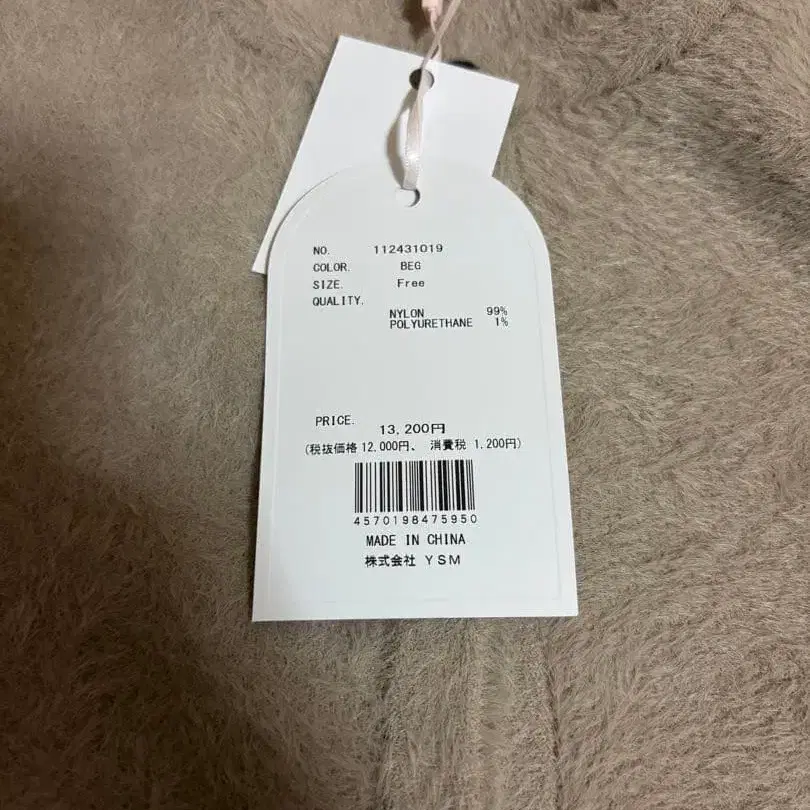 NO. 112431019
COLOR. BEG
SIZE. Free
QUALITY.
NYLON 99%
POLYURETHANE 1%
PRICE. 13,200円
(税抜価格 12,000円、 消費税 1,200円)
4570198475950
MADE IN CHINA
株式会社 YSM